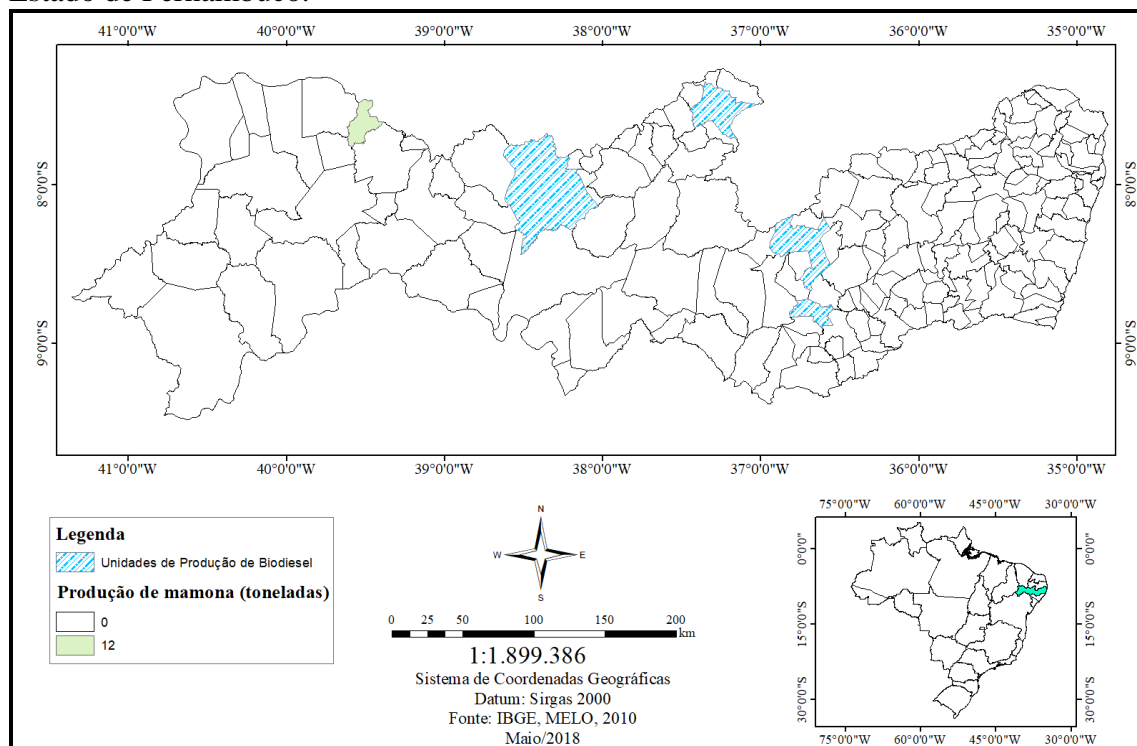 Estado de Pernambuco.
41°0'0"W 40°0'0"W 39°0'0"W 38°0'0"W 37°0'0"W 36°0'0"W 35°0'0"W
8°0'0"S 8°0'0"S
9°0'0"S 9°0'0"S
41°0'0"W 40°0'0"W 39°0'0"W 38°0'0"W 37°0'0"W 36°0'0"W 35°0'0"W
Legenda
Unidades de Produção de Biodiesel
Produção de mamona (toneladas)
0
12
N
W E
S
0 25 50 100 150 200
km
1:1.899.386
Sistema de Coordenadas Geográficas
Datum: Sirgas 2000
Fonte: IBGE, MELO, 2010
Maio/2018
75°0'0"W 60°0'0"W 45°0'0"W 30°0'0"W
0°0'0" 0°0'0"
15°0'0"S 15°0'0"S
30°0'0"S 30°0'0"S
75°0'0"W 60°0'0"W 45°0'0"W 30°0'0"W